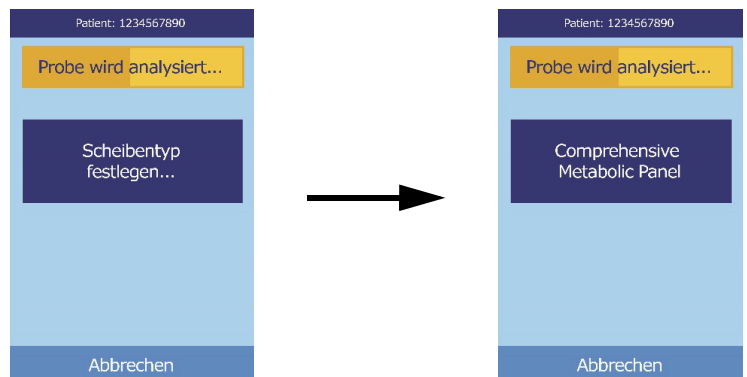 Patient: 1234567890
Probe wird analysiert...
Scheibentyp
festlegen...
Abbrechen
Patient: 1234567890
Probe wird analysiert...
Comprehensive
Metabolic Panel
Abbrechen